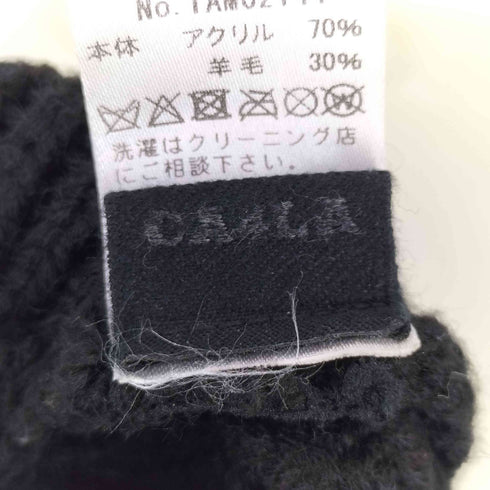 本体 アクリル 70%
羊毛 30%
洗濯はクリーニング店
にご相談下さい。
CA4LA